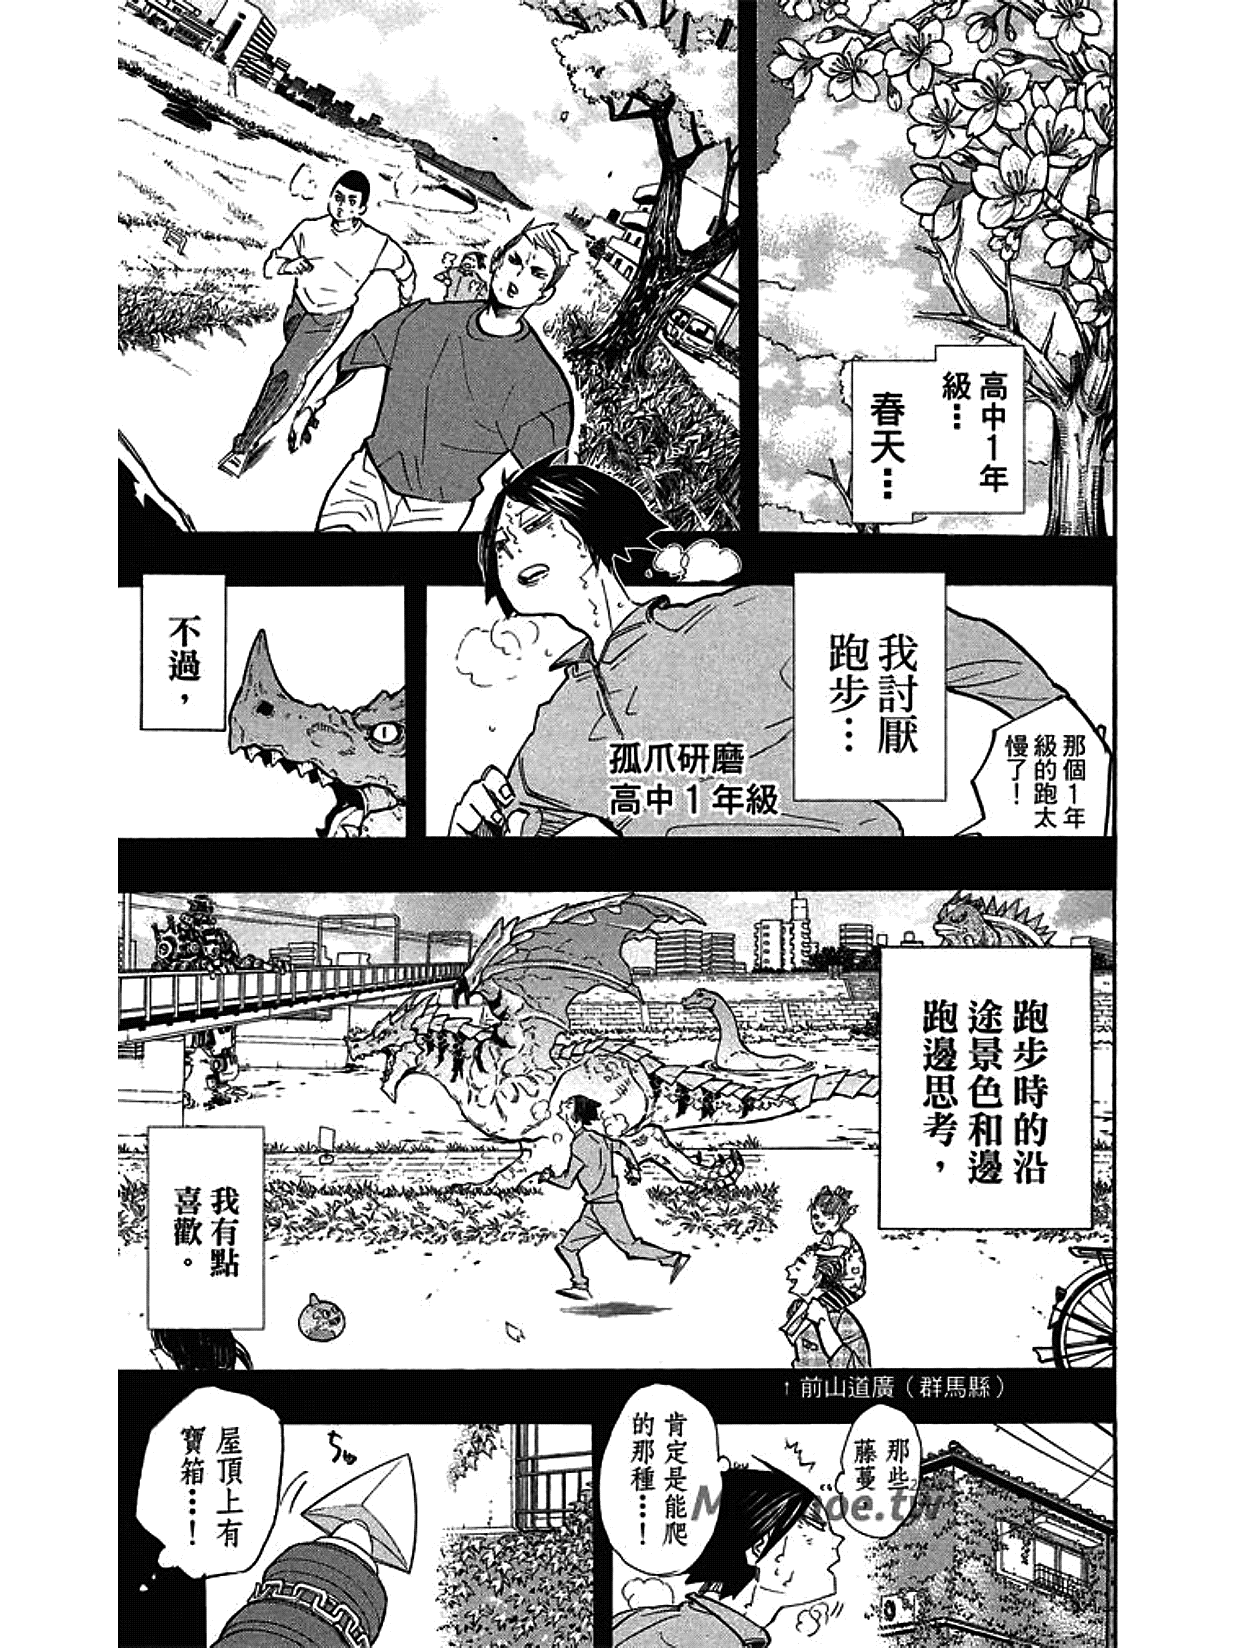 高中1年
級…
春天…
我討厭
跑步…
那個1年
級的跑太
慢了！
孤爪研磨
高中1年級
不過，
跑步時的沿
途景色和邊
跑邊思考，
我有點
喜歡。
↑前山道廣（群馬縣）
那些
藤蔓
肯定是能爬
的那種…！
屋頂上有
寶箱…！